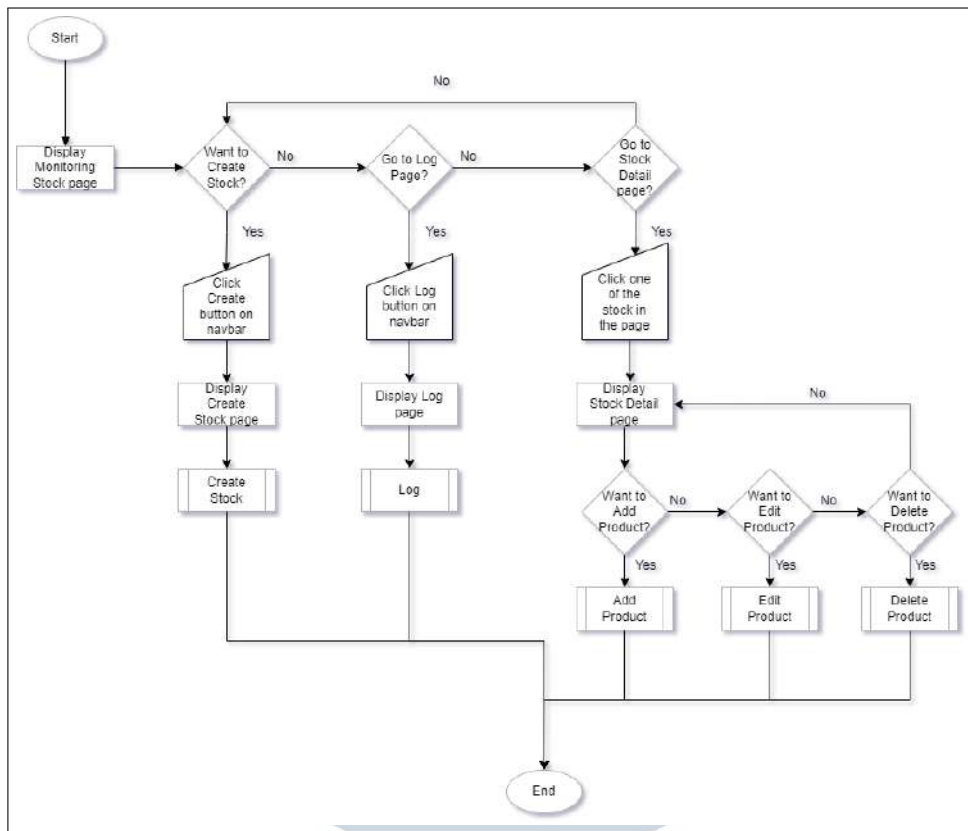 Start
No
Display
Monitoring
Stock page
Want to
Create
Stock?
No
Go to Log
Page?
No
Go to
Stock
Detail
page?
Yes
Yes
Yes
Click
Create
button on
navbar
Click Log
button on
navbar
Click one
of the
stock in
the page
Display
Create
Stock page
Display Log
page
Display
Stock Detail
page
No
Create
Stock
Log
Want to
Add
Product?
No
Want to
Edit
Product?
No
Want to
Delete
Product?
Yes
Yes
Yes
Add
Product
Edit
Product
Delete
Product
End